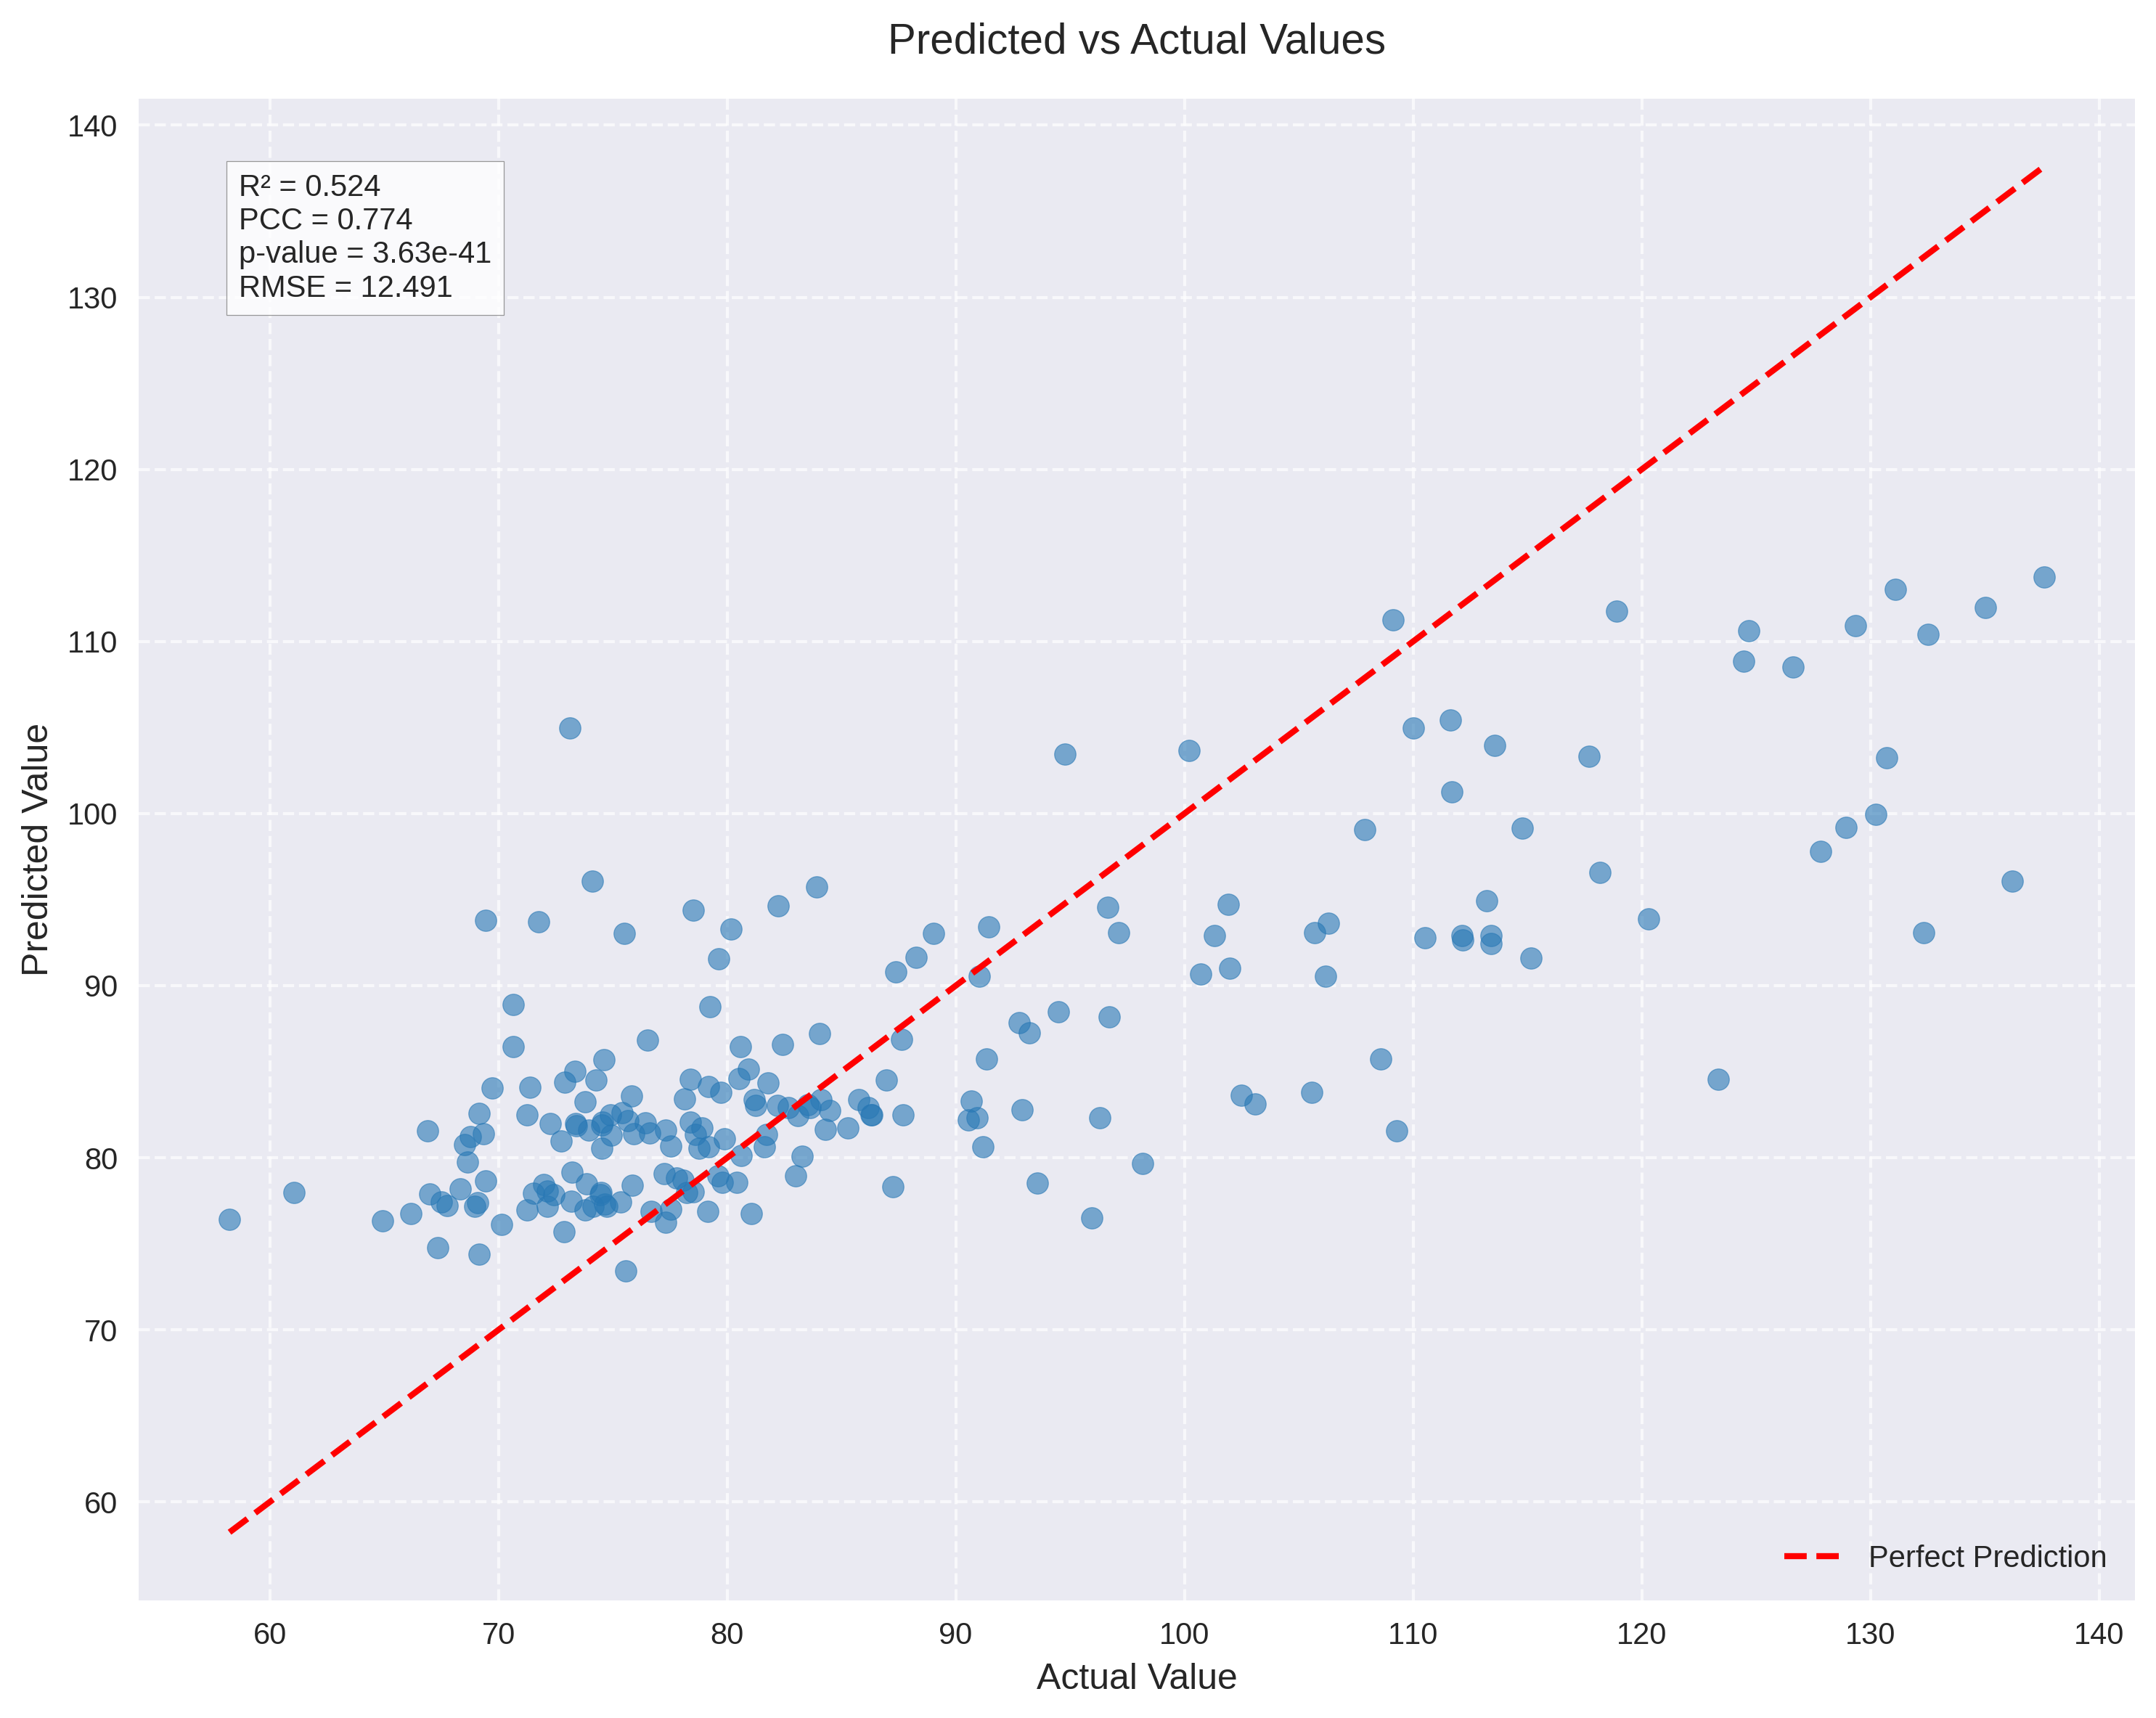 Predicted vs Actual Values
140
130
120
110
100
90
80
70
60
Predicted Value
R² = 0.524
PCC = 0.774
p-value = 3.63e-41
RMSE = 12.491
Perfect Prediction
60 70 80 90 100 110 120 130 140
Actual Value